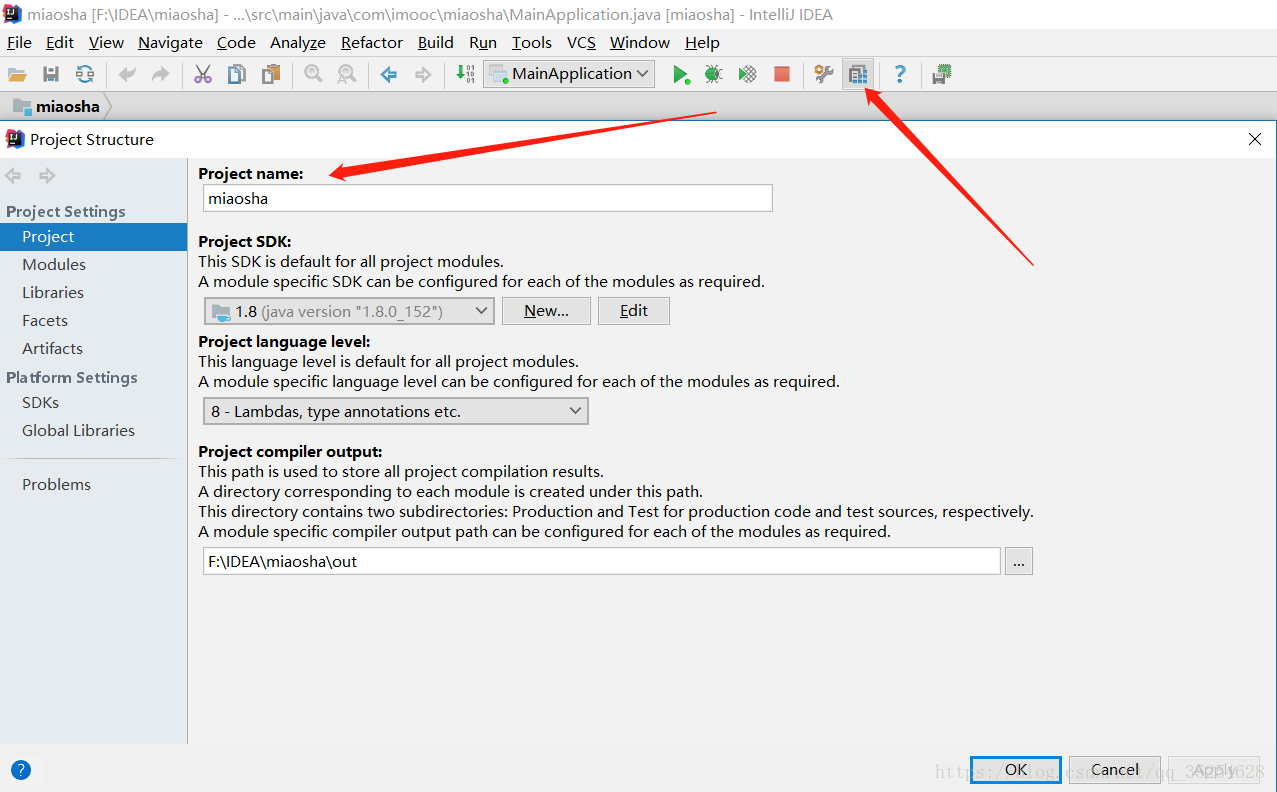 miaosha [F:\IDEA\miaosha] - ...\src\main\java\com\imooc\miaosha\MainApplication.java [miaosha] - IntelliJ IDEA
File Edit View Navigate Code Analyze Refactor Build Run Tools VCS Window Help
MainApplication
miaosha
Project Structure
Project name:
miaosha
Project Settings
Project
Modules
Libraries
Facets
Artifacts
Platform Settings
SDKs
Global Libraries
Problems
Project SDK:
This SDK is default for all project modules.
A module specific SDK can be configured for each of the modules as required.
1.8 (java version "1.8.0_152") New... Edit
Project language level:
This language level is default for all project modules.
A module specific language level can be configured for each of the modules as required.
8 - Lambdas, type annotations etc.
Project compiler output:
This path is used to store all project compilation results.
A directory corresponding to each module is created under this path.
This directory contains two subdirectories: Production and Test for production code and test sources, respectively.
A module specific compiler output path can be configured for each of the modules as required.
F:\IDEA\miaosha\out ...
OK Cancel Apply